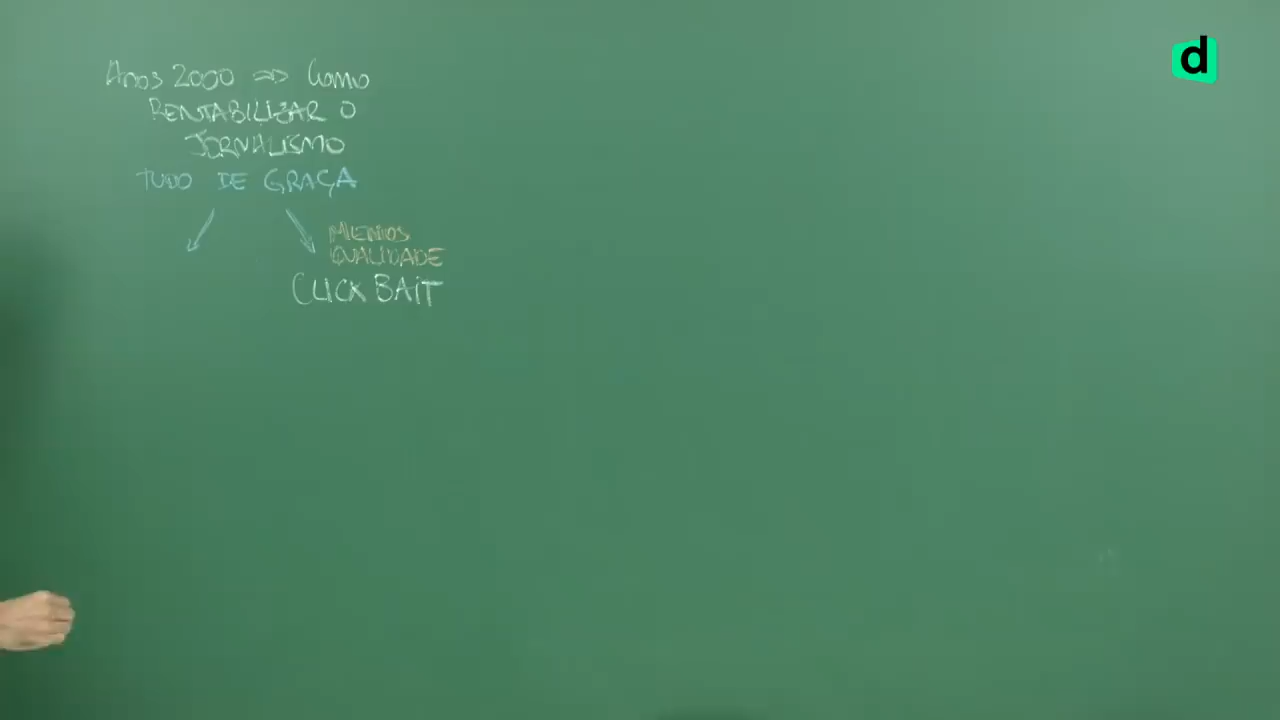 Anos 2000 => Como
RENTABILIZAR O
JORNALISMO
TUDO DE GRAÇA
MENOS
QUALIDADE
CLICK BAIT
d